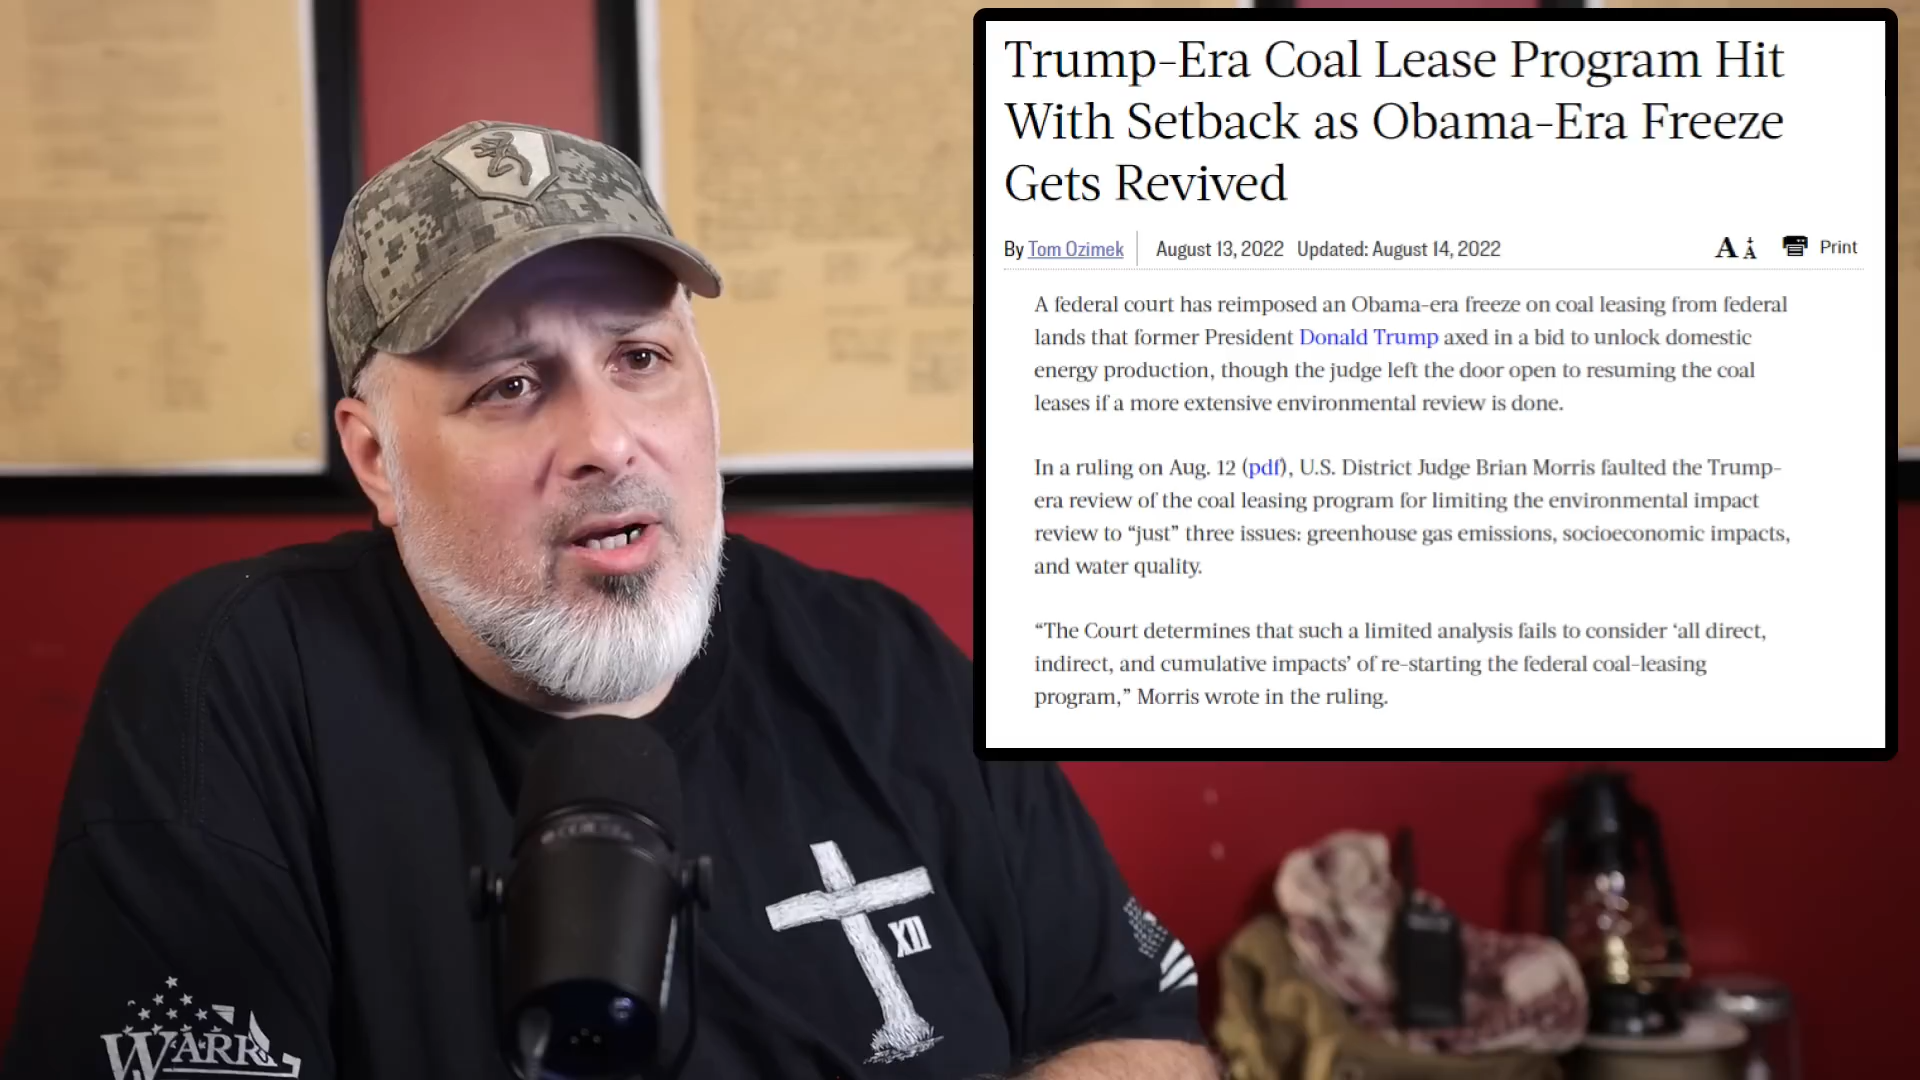 Trump-Era Coal Lease Program Hit
With Setback as Obama-Era Freeze
Gets Revived
By Tom Ozimek August 13, 2022 Updated: August 14, 2022 Print
A federal court has reimposed an Obama-era freeze on coal leasing from federal
lands that former President Donald Trump axed in a bid to unlock domestic
energy production, though the judge left the door open to resuming the coal
leases if a more extensive environmental review is done.
In a ruling on Aug. 12 (pdf), U.S. District Judge Brian Morris faulted the Trump-
era review of the coal leasing program for limiting the environmental impact
review to “just” three issues: greenhouse gas emissions, socioeconomic impacts,
and water quality.
“The Court determines that such a limited analysis fails to consider ‘all direct,
indirect, and cumulative impacts’ of re-starting the federal coal-leasing
program,” Morris wrote in the ruling.
XII
WARR